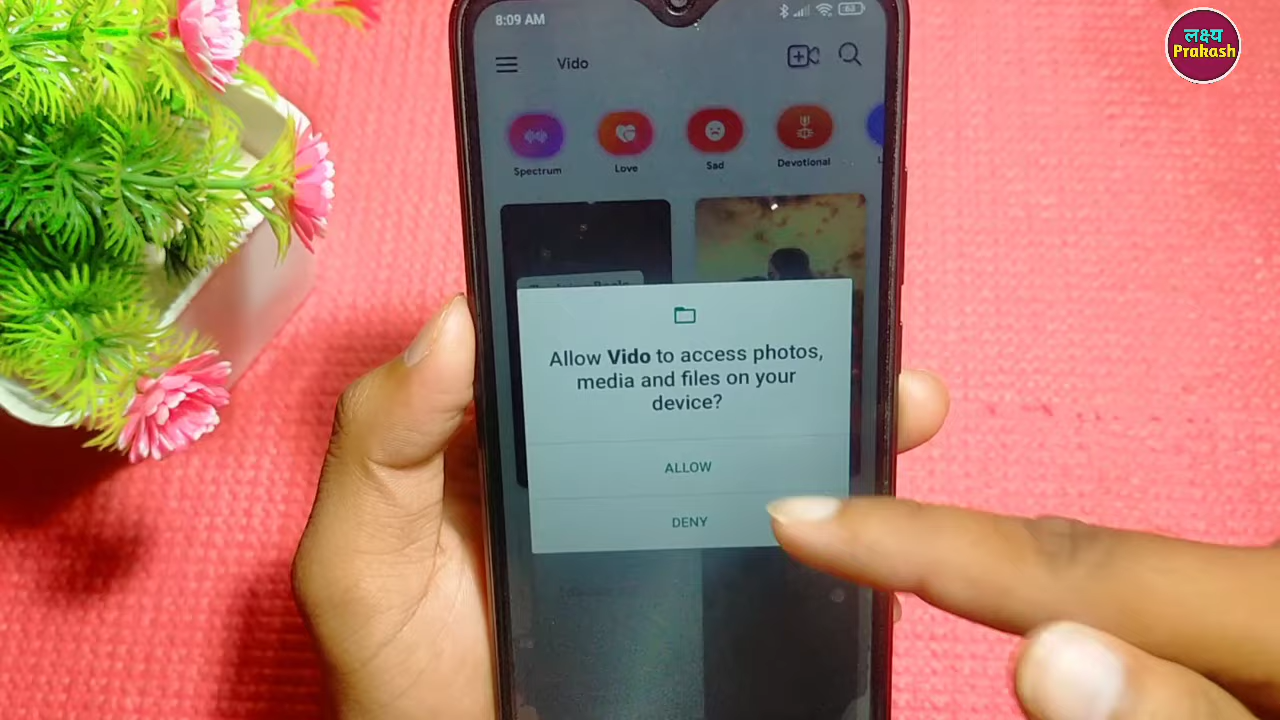 8:09 AM
63
Vido
Spectrum
Love
Sad
Devotional
Allow Vido to access photos,
media and files on your
device?
ALLOW
DENY
लक्ष्य
Prakash